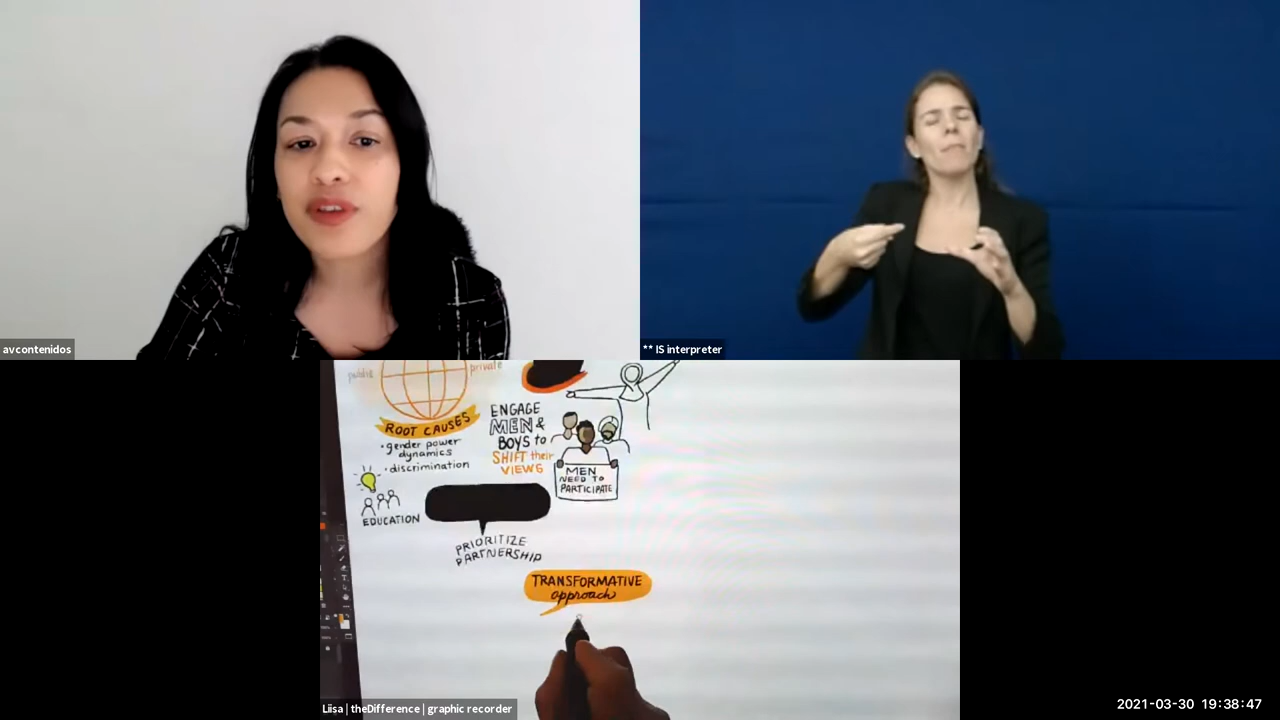 avcontenidos
** IS interpreter
public
private
ROOT CAUSES
• gender power
dynamics
• discrimination
EDUCATION
ENGAGE
MEN &
BOYS to
SHIFT their
VIEWS
MEN
NEED TO
PARTICIPATE
PRIORITIZE
PARTNERSHIP
TRANSFORMATIVE
approach
Liisa | theDifference | graphic recorder
2021-03-30 19:38:47